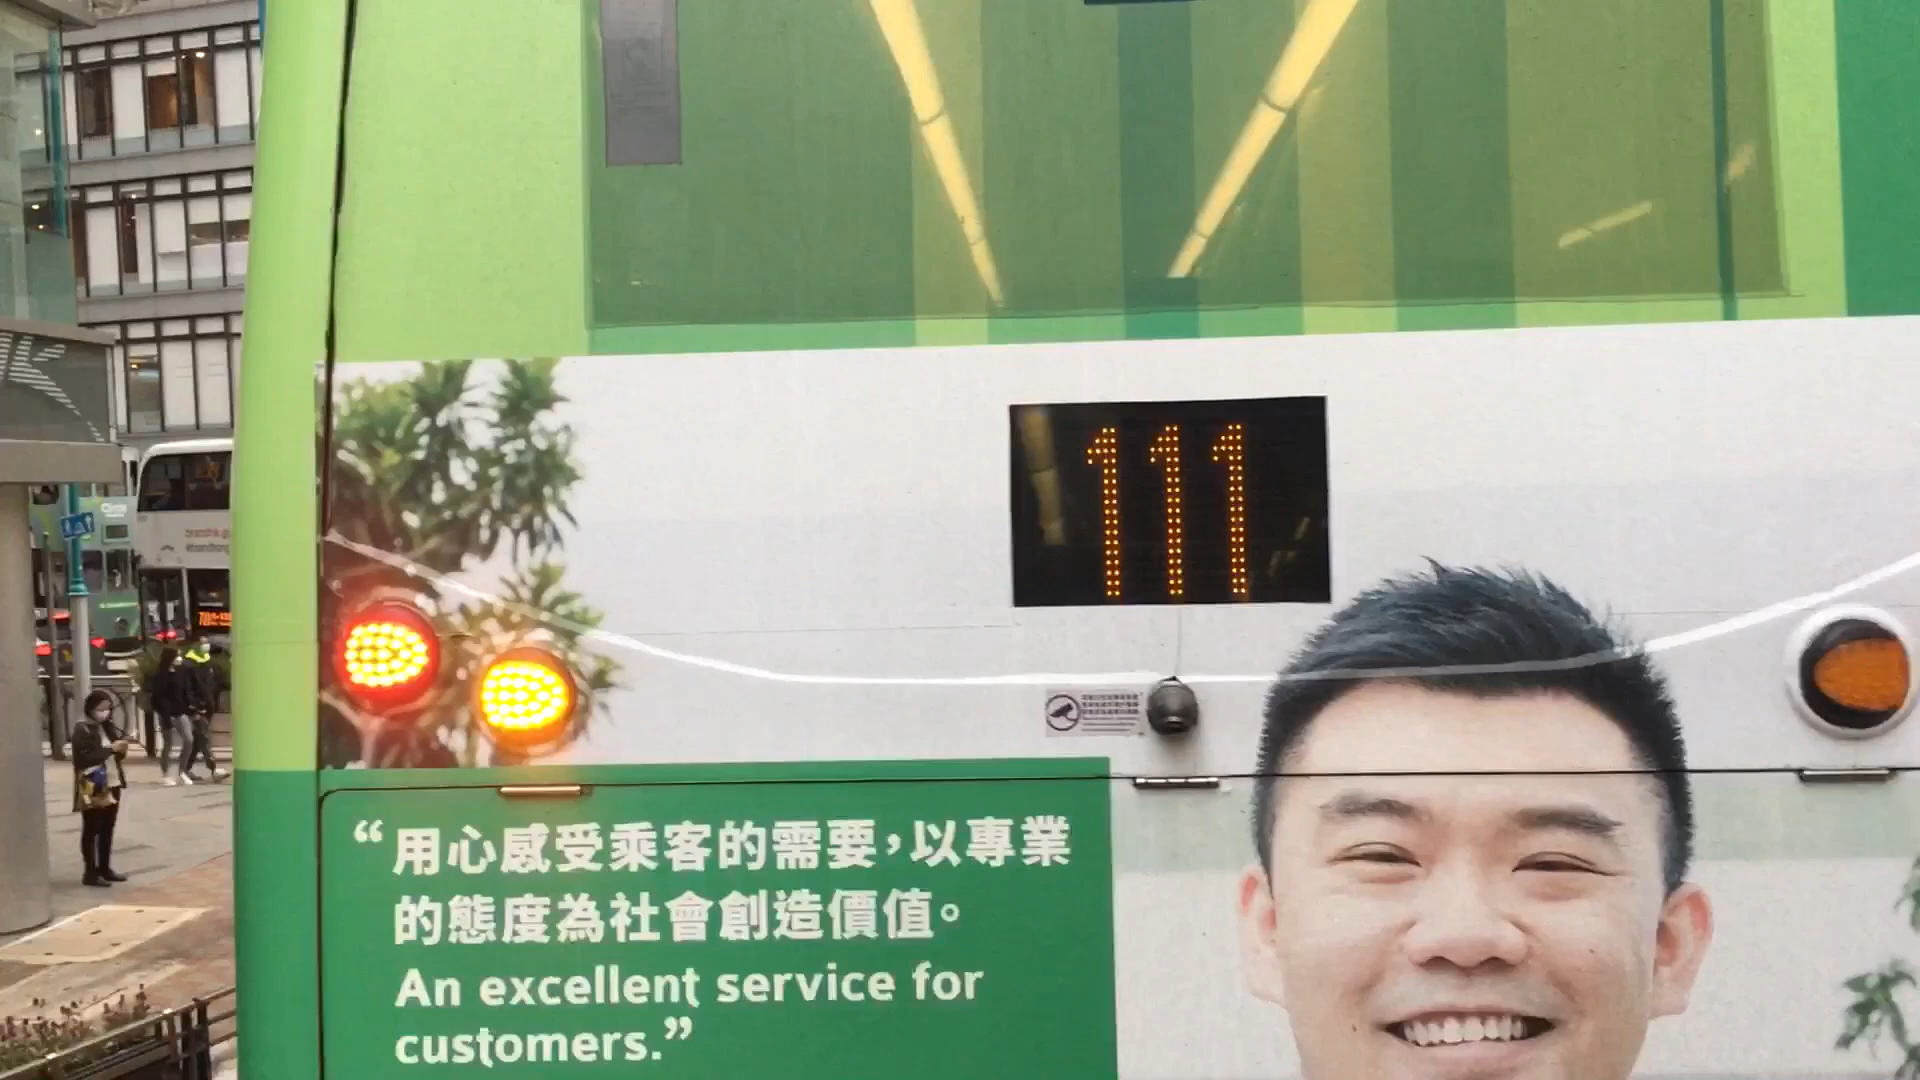 111
“用心感受乘客的需要，以專業
的態度為社會創造價值。
An excellent service for
customers.”